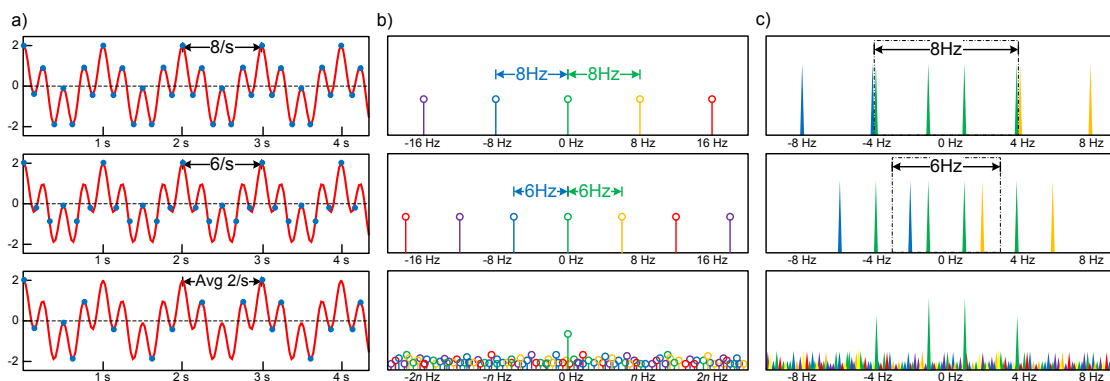 a)
2
0
-2
8/s
1 s 2 s 3 s 4 s
2
0
-2
6/s
1 s 2 s 3 s 4 s
2
0
-2
Avg 2/s
1 s 2 s 3 s 4 s
b)
8Hz 8Hz
-16 Hz -8 Hz 0 Hz 8 Hz 16 Hz
6Hz 6Hz
-16 Hz -8 Hz 0 Hz 8 Hz 16 Hz
-2n Hz -n Hz 0 Hz n Hz 2n Hz
c)
8Hz
-8 Hz -4 Hz 0 Hz 4 Hz 8 Hz
6Hz
-8 Hz -4 Hz 0 Hz 4 Hz 8 Hz
-8 Hz -4 Hz 0 Hz 4 Hz 8 Hz